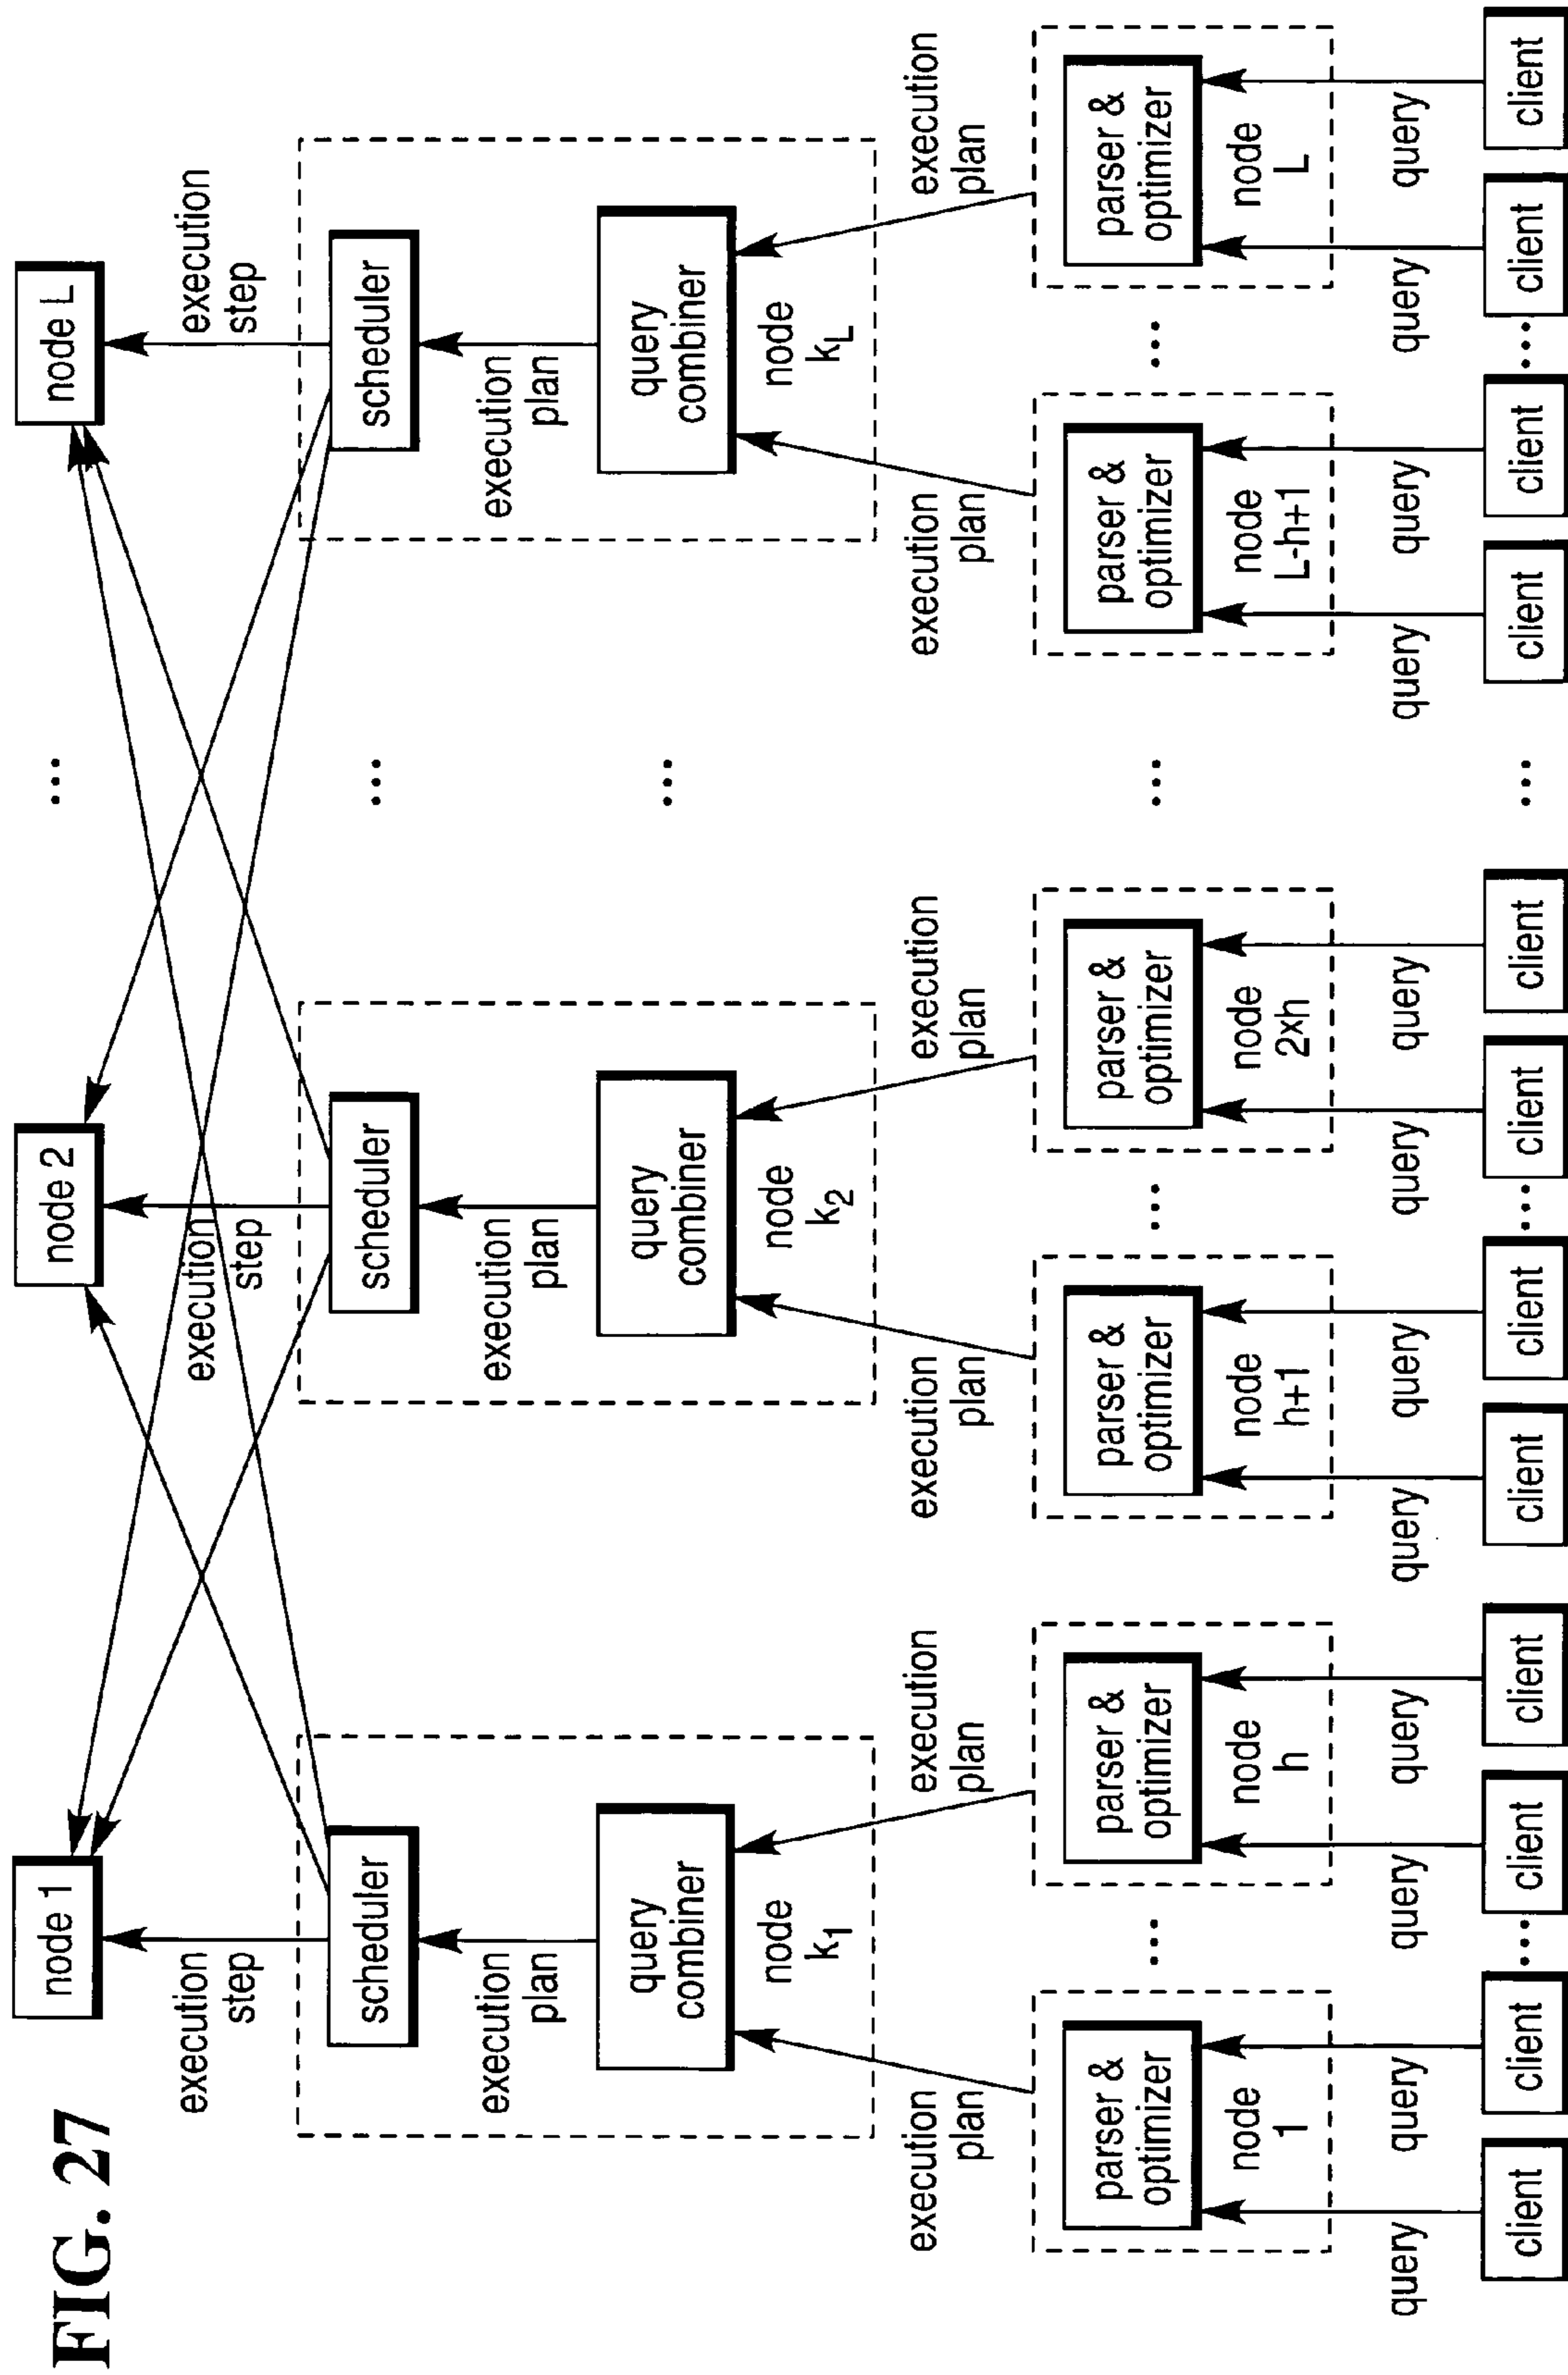 FIG. 27
node 1
node 2
...
node L
execution
step
execution
step
execution
step
scheduler
scheduler
...
scheduler
execution
plan
execution
plan
execution
plan
query
combiner
query
combiner
...
query
combiner
node
k1
node
k2
node
kL
execution
plan
execution
plan
execution
plan
execution
plan
execution
plan
execution
plan
parser &
optimizer
node
1
...
parser &
optimizer
node
h
parser &
optimizer
node
h+1
...
parser &
optimizer
node
2×h
...
parser &
optimizer
node
L-h+1
...
parser &
optimizer
node
L
query
query
query
query
query
query
query
query
query
query
query
query
client
client
...
client
client
client
client
...
client
client
...
client
client
...
client
client